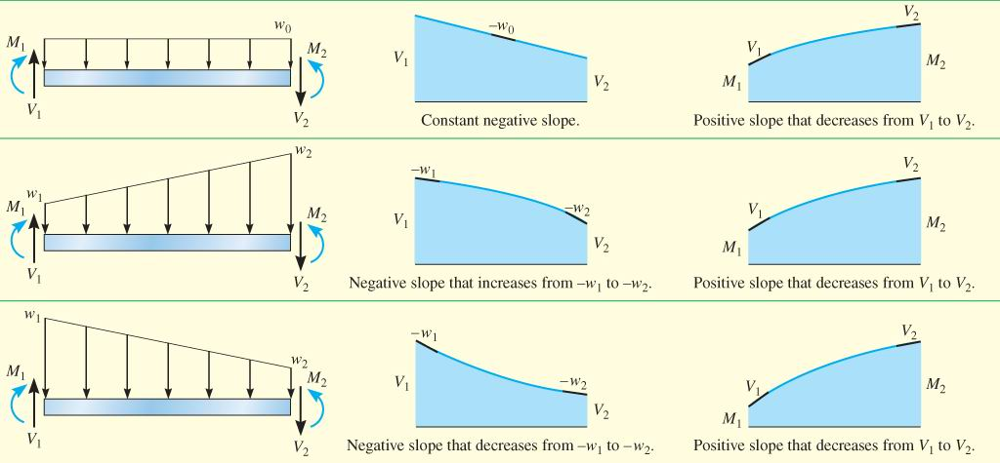 w0
M1
V1
M2
V2
–w0
V1
V2
Constant negative slope.
V1
V2
M1
M2
Positive slope that decreases from V1 to V2.
w2
w1
M1
V1
M2
V2
–w1
–w2
V1
V2
Negative slope that increases from –w1 to –w2.
V1
V2
M1
M2
Positive slope that decreases from V1 to V2.
w1
w2
M1
V1
M2
V2
–w1
–w2
V1
V2
Negative slope that decreases from –w1 to –w2.
V1
V2
M1
M2
Positive slope that decreases from V1 to V2.